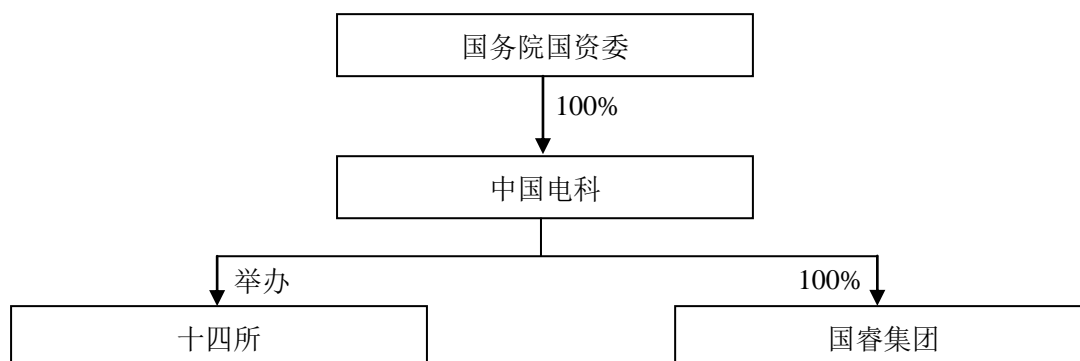 国务院国资委
100%
中国电科
举办
100%
十四所
国睿集团